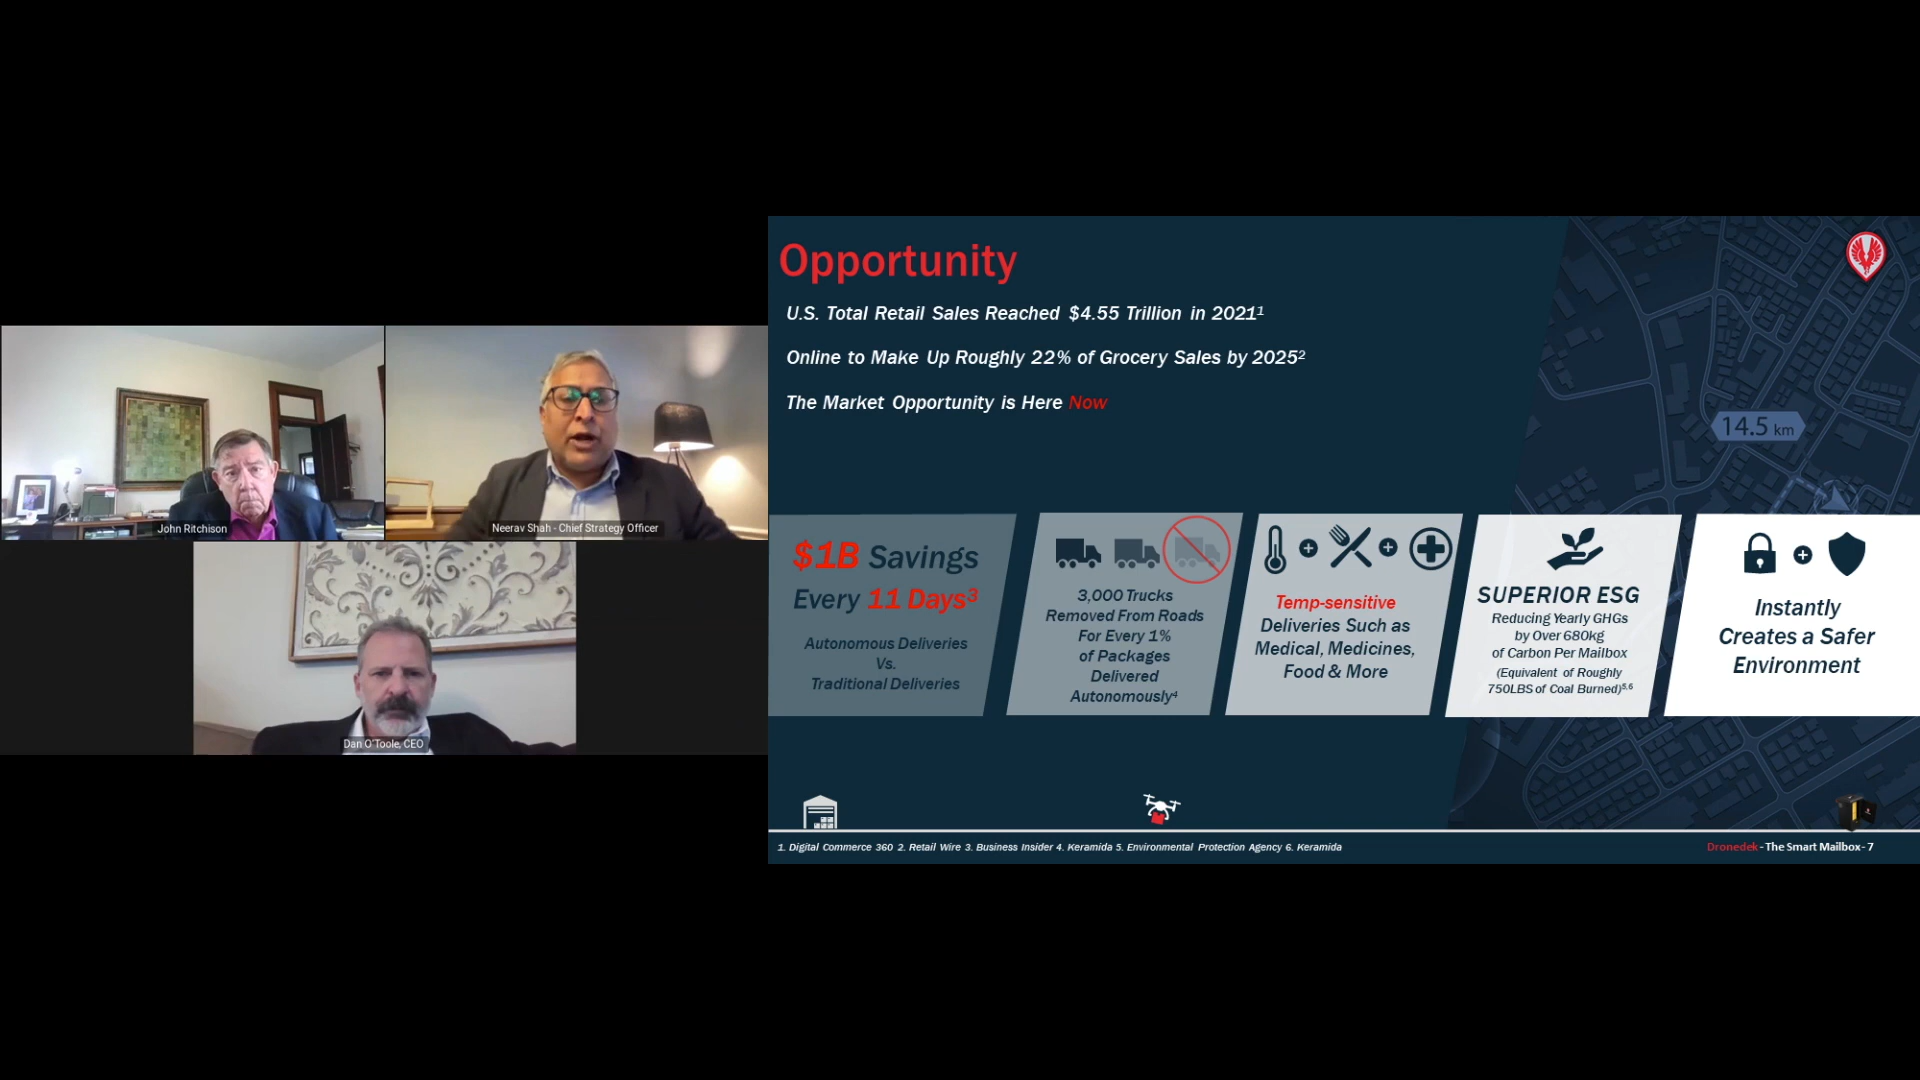 John Ritchison
Neerav Shah - Chief Strategy Officer
Dan O'Toole, CEO
Opportunity
U.S. Total Retail Sales Reached $4.55 Trillion in 2021¹
Online to Make Up Roughly 22% of Grocery Sales by 2025²
The Market Opportunity is Here Now
14.5 km
$1B Savings
Every 11 Days³
Autonomous Deliveries
Vs.
Traditional Deliveries
3,000 Trucks
Removed From Roads
For Every 1%
of Packages
Delivered
Autonomously⁴
Temp-sensitive
Deliveries Such as
Medical, Medicines,
Food & More
SUPERIOR ESG
Reducing Yearly GHGs
by Over 680kg
of Carbon Per Mailbox
(Equivalent of Roughly
750LBS of Coal Burned)⁵,⁶
Instantly
Creates a Safer
Environment
1. Digital Commerce 360 2. Retail Wire 3. Business Insider 4. Keramida 5. Environmental Protection Agency 6. Keramida
Dronedek - The Smart Mailbox - 7